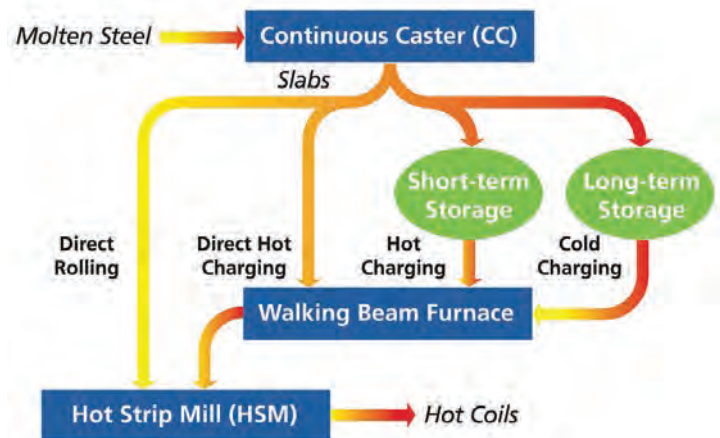 Molten Steel
Continuous Caster (CC)
Slabs
Short-term
Storage
Long-term
Storage
Direct
Rolling
Direct Hot
Charging
Hot
Charging
Cold
Charging
Walking Beam Furnace
Hot Strip Mill (HSM)
Hot Coils